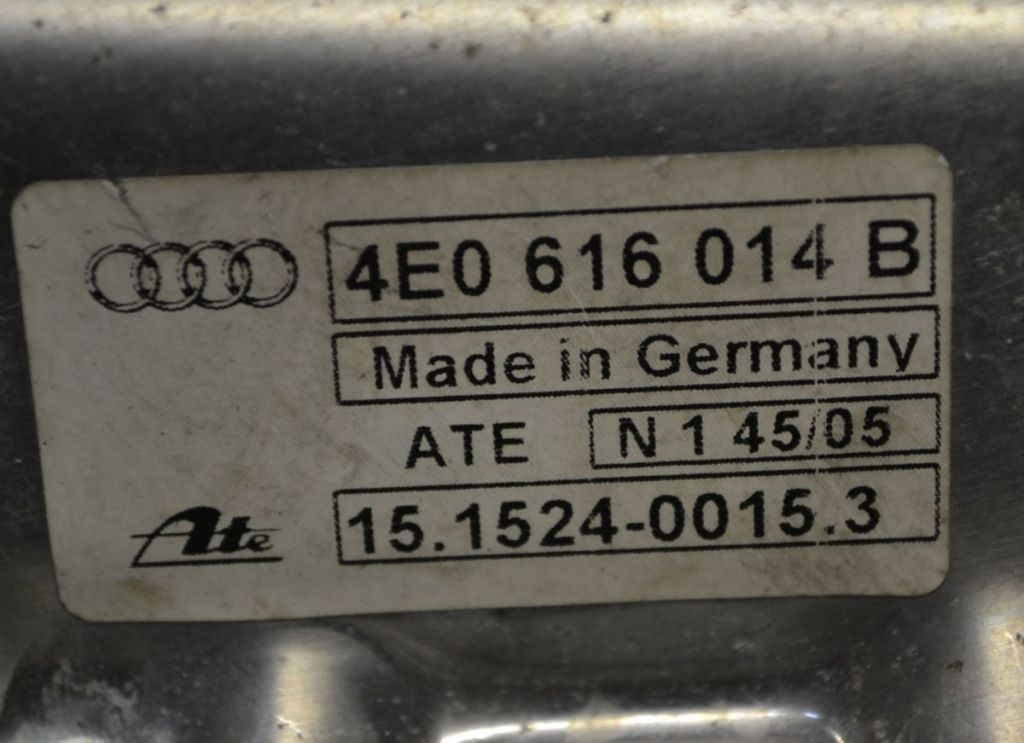 4E0 616 014 B
Made in Germany
ATE N 1 45/05
Ate 15.1524-0015.3